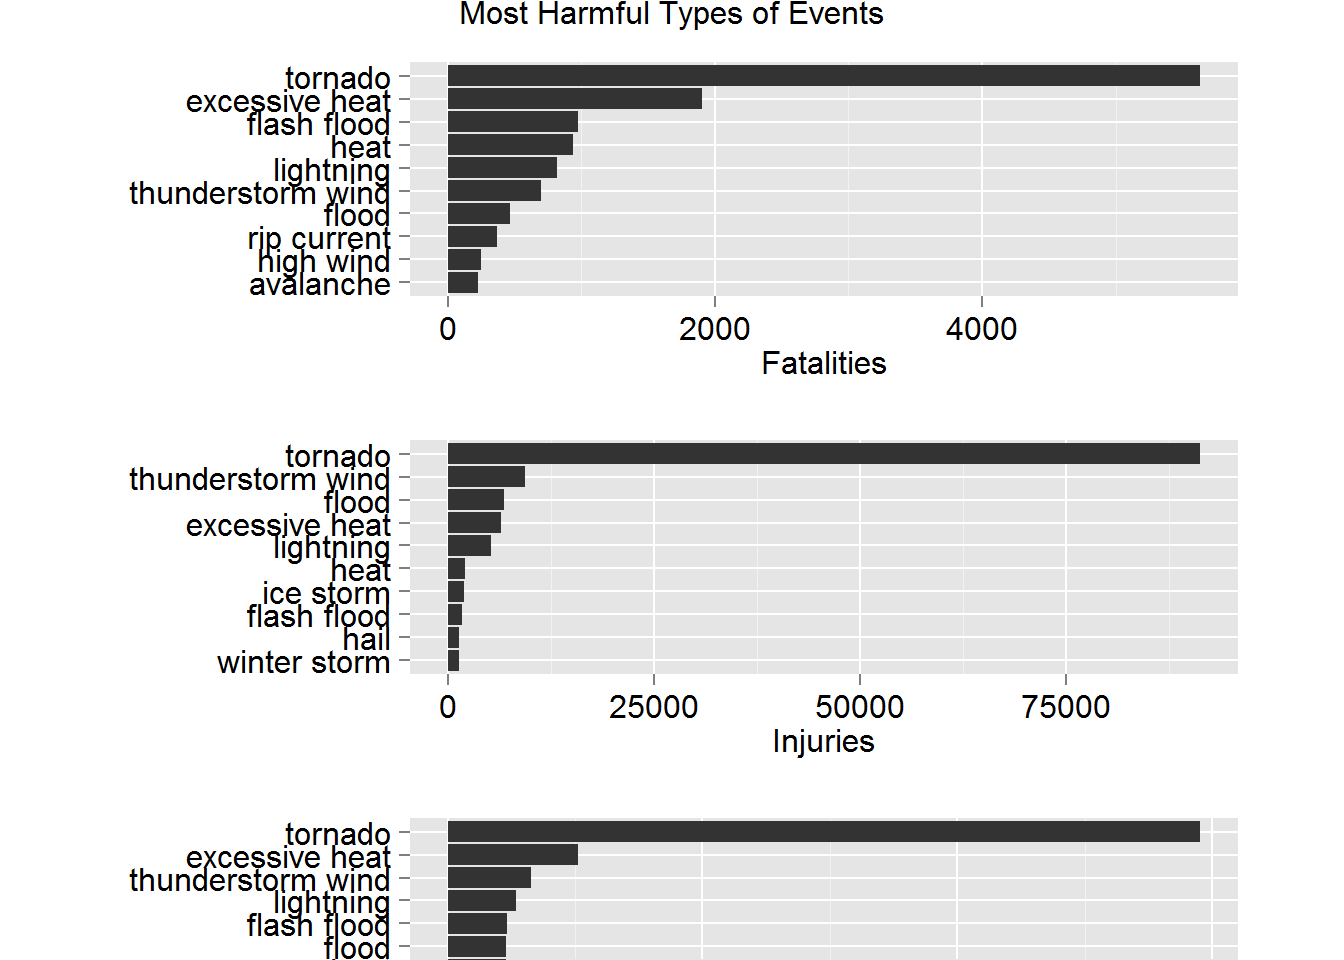 Most Harmful Types of Events
tornado
excessive heat
flash flood
heat
lightning
thunderstorm wind
flood
rip current
high wind
avalanche
0 2000 4000
Fatalities
tornado
thunderstorm wind
flood
excessive heat
lightning
heat
ice storm
flash flood
hail
winter storm
0 25000 50000 75000
Injuries
tornado
excessive heat
thunderstorm wind
lightning
flash flood
flood